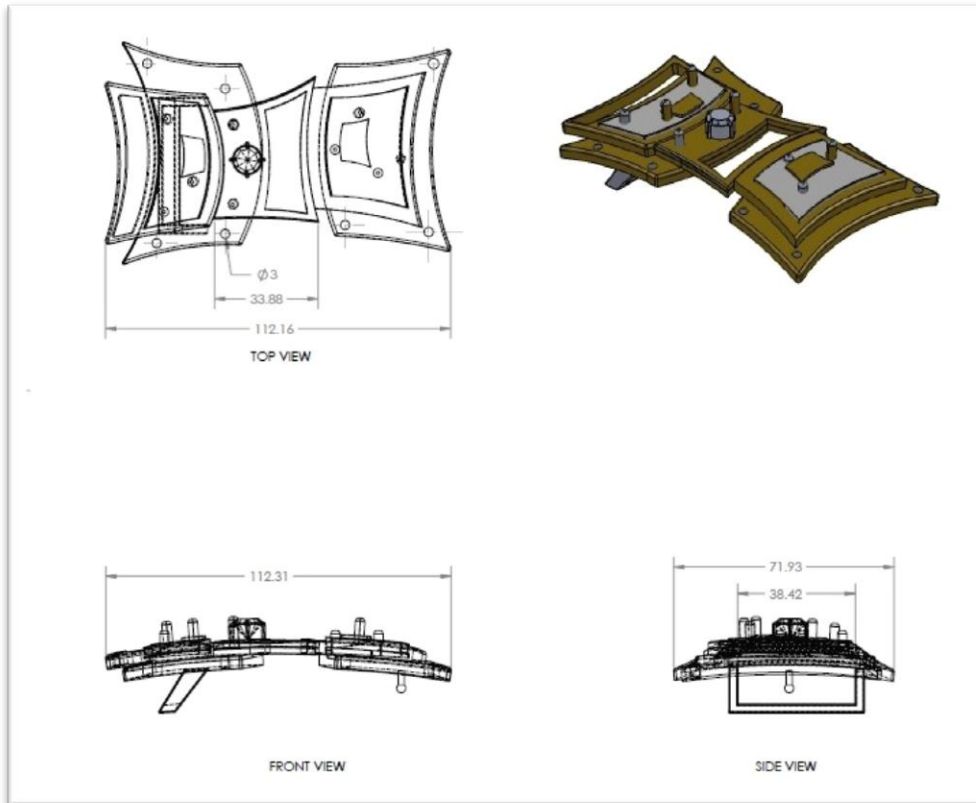 Ø3
33.88
112.16
TOP VIEW
112.31
71.93
38.42
FRONT VIEW
SIDE VIEW